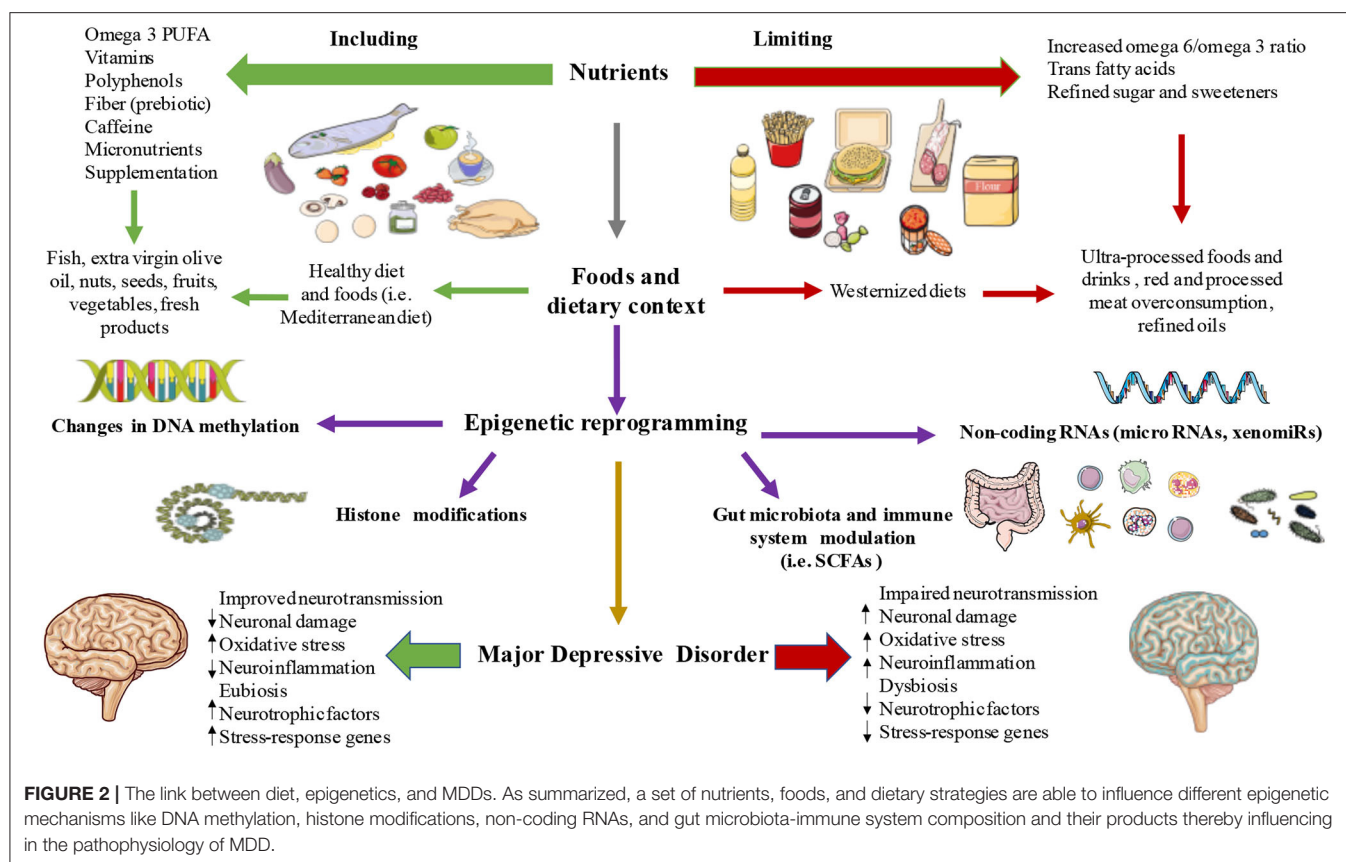 Omega 3 PUFA
Vitamins
Polyphenols
Fiber (prebiotic)
Caffeine
Micronutrients
Supplementation
Including
Nutrients
Limiting
Increased omega 6/omega 3 ratio
Trans fatty acids
Refined sugar and sweeteners
Flour
Fish, extra virgin olive
oil, nuts, seeds, fruits,
vegetables, fresh
products
Healthy diet
and foods (i.e.
Mediterranean diet)
Foods and
dietary context
Westernized diets
Ultra-processed foods and
drinks , red and processed
meat overconsumption,
refined oils
Changes in DNA methylation
Epigenetic reprogramming
Non-coding RNAs (micro RNAs, xenomiRs)
Histone modifications
Gut microbiota and immune
system modulation
(i.e. SCFAs )
Improved neurotransmission
↓ Neuronal damage
↑ Oxidative stress
↓ Neuroinflammation
Eubiosis
↑ Neurotrophic factors
↑ Stress-response genes
Major Depressive Disorder
Impaired neurotransmission
↑ Neuronal damage
↑ Oxidative stress
↑ Neuroinflammation
Dysbiosis
↓ Neurotrophic factors
↓ Stress-response genes
FIGURE 2 | The link between diet, epigenetics, and MDDs. As summarized, a set of nutrients, foods, and dietary strategies are able to influence different epigenetic
mechanisms like DNA methylation, histone modifications, non-coding RNAs, and gut microbiota-immune system composition and their products thereby influencing
in the pathophysiology of MDD.